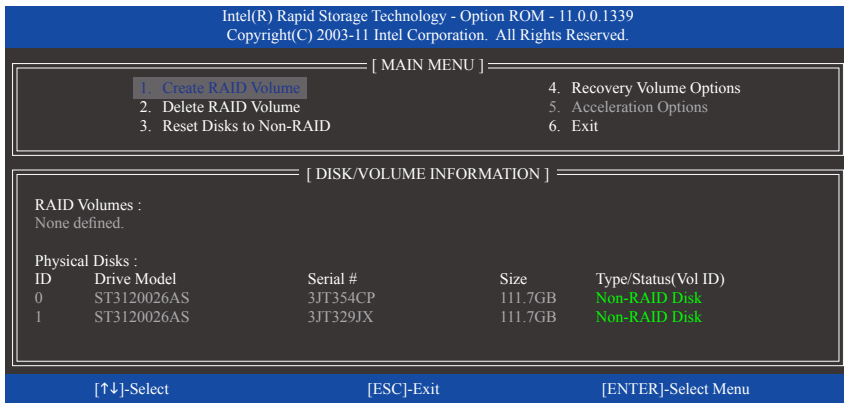 Intel(R) Rapid Storage Technology - Option ROM - 11.0.0.1339
Copyright(C) 2003-11 Intel Corporation. All Rights Reserved.
[ MAIN MENU ]
1. Create RAID Volume
2. Delete RAID Volume
3. Reset Disks to Non-RAID
4. Recovery Volume Options
5. Acceleration Options
6. Exit
[ DISK/VOLUME INFORMATION ]
RAID Volumes :
None defined.
Physical Disks :
ID Drive Model Serial # Size Type/Status(Vol ID)
0 ST3120026AS 3JT354CP 111.7GB Non-RAID Disk
1 ST3120026AS 3JT329JX 111.7GB Non-RAID Disk
[↑↓]-Select [ESC]-Exit [ENTER]-Select Menu